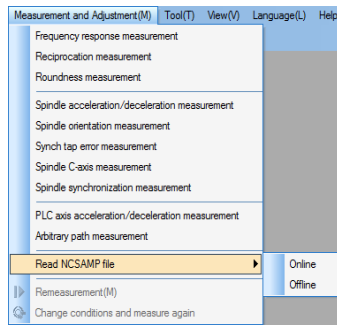 Measurement and Adjustment(M) Tool(T) View(V) Language(L) Help
Frequency response measurement
Reciprocation measurement
Roundness measurement
Spindle acceleration/deceleration measurement
Spindle orientation measurement
Synch tap error measurement
Spindle C-axis measurement
Spindle synchronization measurement
PLC axis acceleration/deceleration measurement
Arbitrary path measurement
Read NCSAMP file
Online
Offline
Remeasurement(M)
Change conditions and measure again